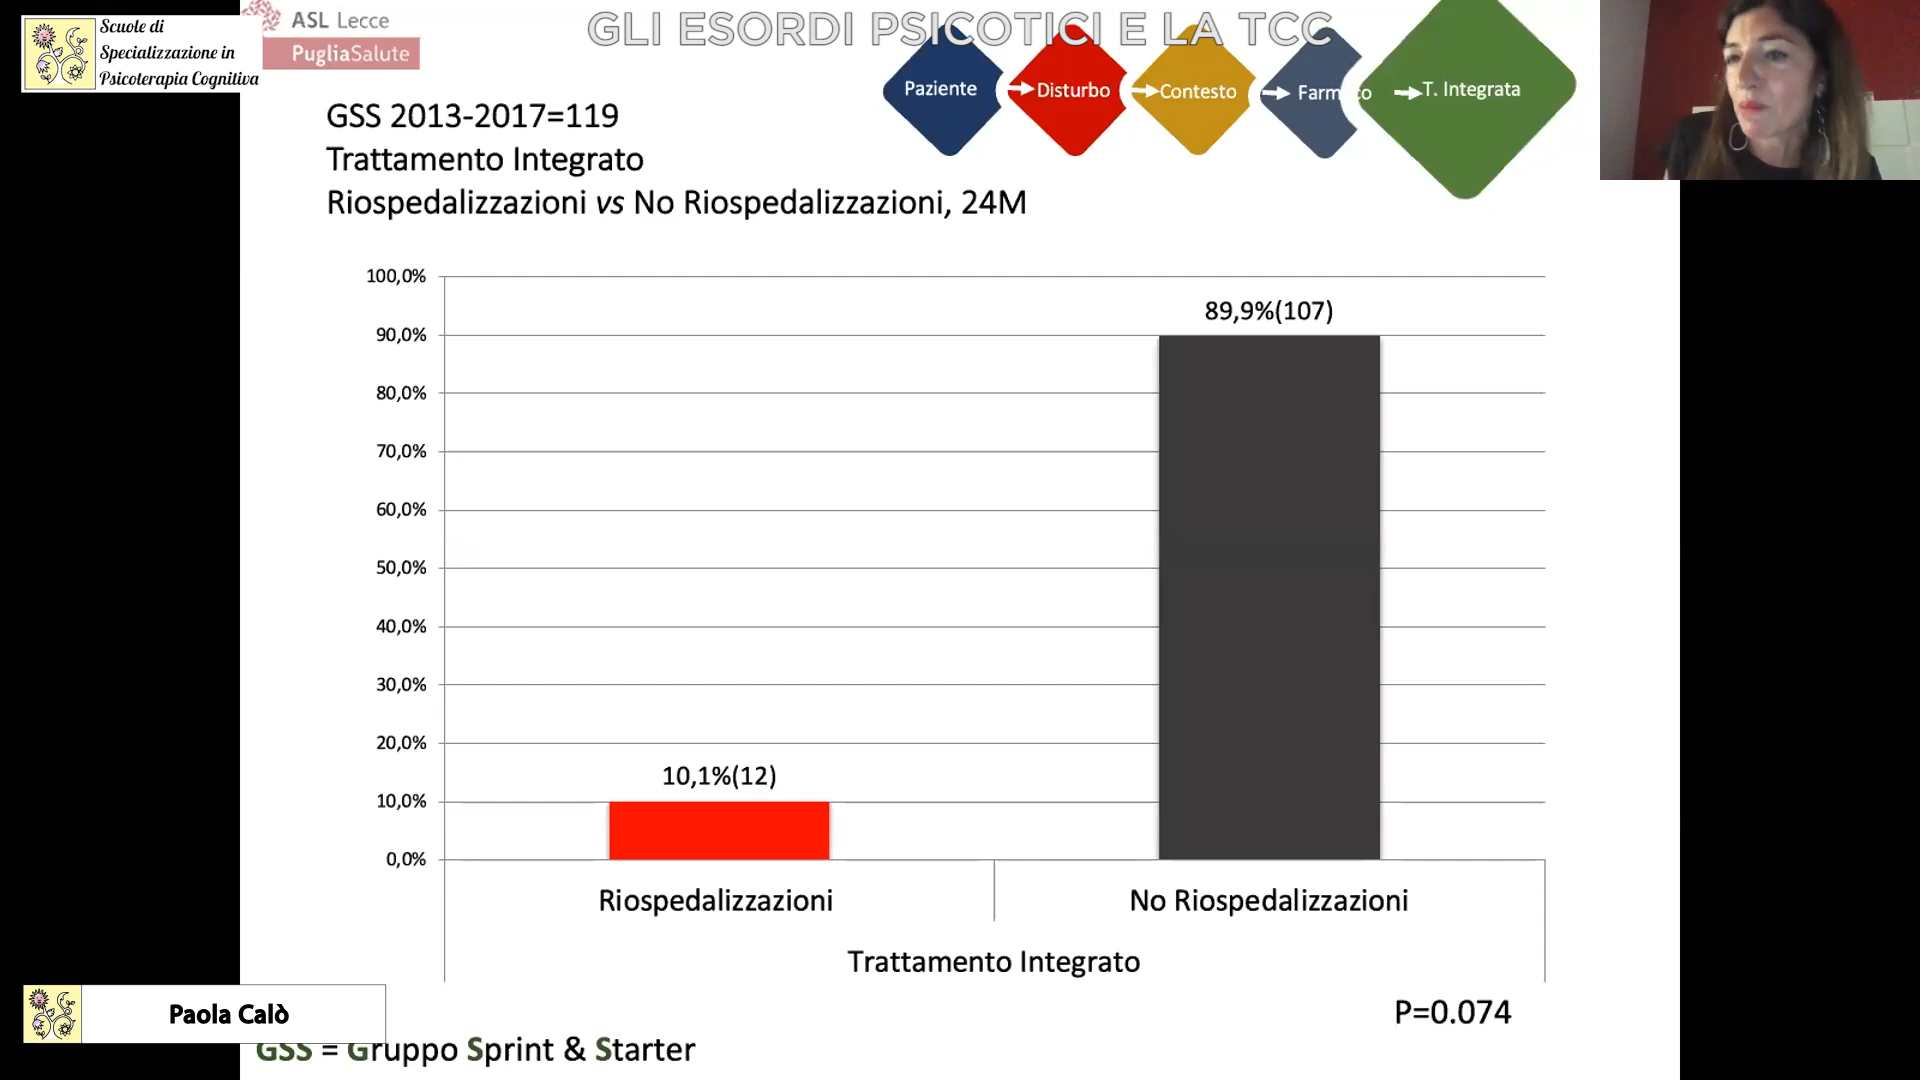 Scuole di
Specializzazione in
Psicoterapia Cognitiva
ASL Lecce
PugliaSalute
GLI ESORDI PSICOTICI E LA TCC
Paziente
Disturbo
Contesto
T. Integrata
GSS 2013-2017=119
Trattamento Integrato
Riospedalizzazioni vs No Riospedalizzazioni, 24M
100,0%
90,0%
80,0%
70,0%
60,0%
50,0%
40,0%
30,0%
20,0%
10,0%
0,0%
10,1%(12)
89,9%(107)
Riospedalizzazioni
No Riospedalizzazioni
Trattamento Integrato
P=0.074
Paola Calò
GSS = Gruppo Sprint & Starter